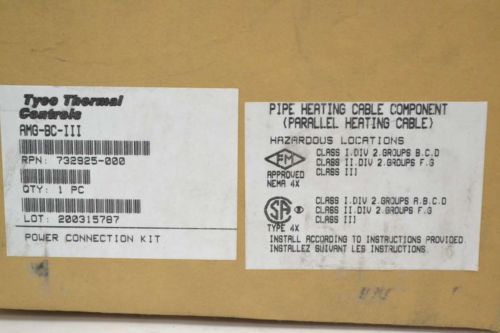 Tyco Thermal
Controls
AMG-BC-III
RPN: 732925-000
QTY: 1 PC
LOT: 200315787
POWER CONNECTION KIT
PIPE HEATING CABLE COMPONENT
(PARALLEL HEATING CABLE)
HAZARDOUS LOCATIONS
FM
APPROVED
NEMA 4X
CLASS I.DIV 2.GROUPS B.C.D
CLASS II.DIV 2.GROUPS F.G
CLASS III
SA
TYPE 4X
CLASS I.DIV 2.GROUPS A.B.C.D
CLASS II.DIV 2.GROUPS F.G
CLASS III
INSTALL ACCORDING TO INSTRUCTIONS PROVIDED.
INSTALLEZ SUIVANT LES INSTRUCTIONS.